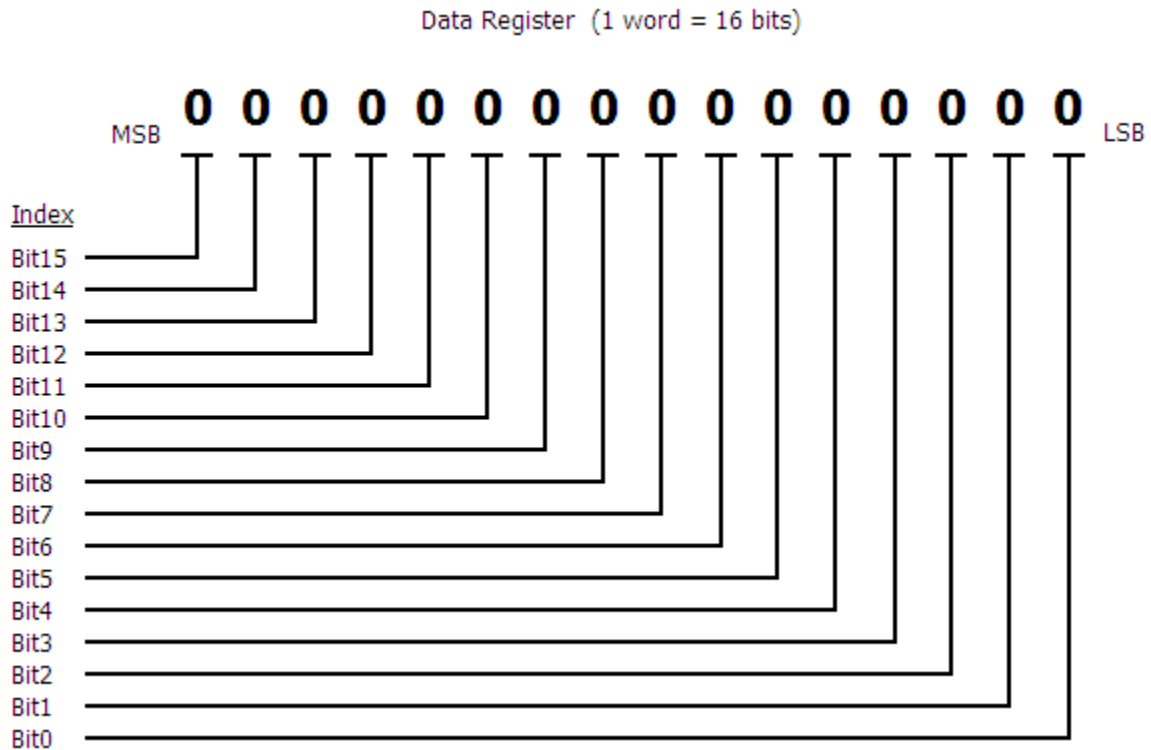 Data Register (1 word = 16 bits)
MSB 0 0 0 0 0 0 0 0 0 0 0 0 0 0 0 0 LSB
Index
Bit15
Bit14
Bit13
Bit12
Bit11
Bit10
Bit9
Bit8
Bit7
Bit6
Bit5
Bit4
Bit3
Bit2
Bit1
Bit0